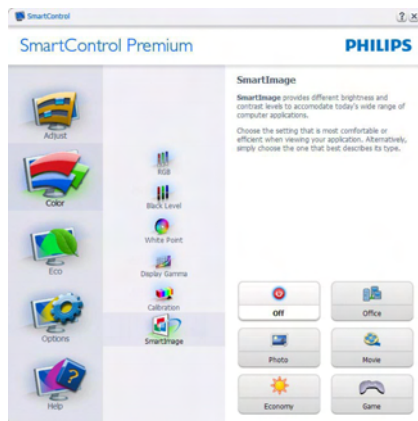 SmartControl
SmartControl Premium
PHILIPS
Adjust
Color
Eco
Options
Help
RGB
Black Level
White Point
Display Gamma
Calibration
SmartImage
SmartImage
SmartImage provides different brightness and
contrast levels to accomodate today's wide range of
computer applications.
Choose the setting that is most comfortable or
efficient when viewing your application. Alternatively,
simply choose the one that best describes its type.
Off
Office
Photo
Movie
Economy
Game